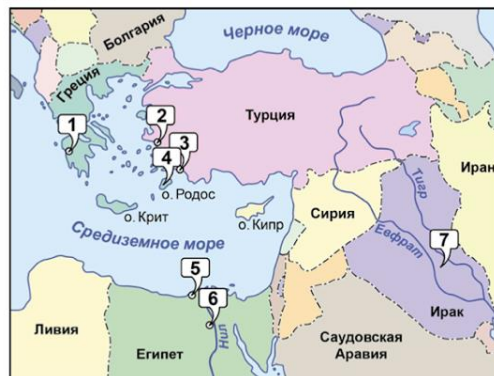 Болгария
Черное море
Греция
Турция
1
2
3
4
о. Родос
о. Крит
о. Кипр
Средиземное море
Сирия
Тигр
Евфрат
Иран
7
5
6
Ливия
Египет
Нил
Саудовская
Аравия
Ирак